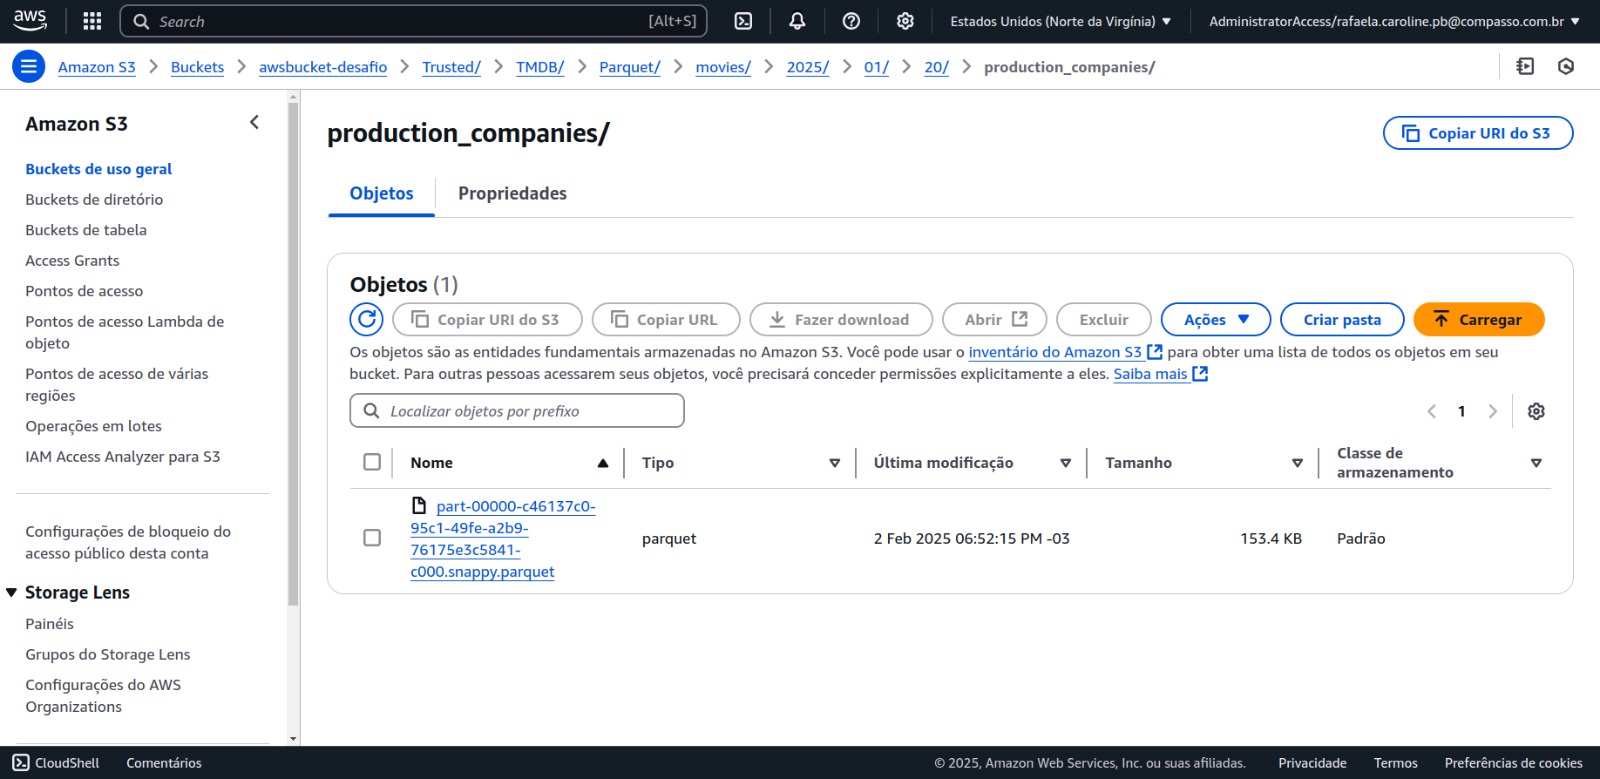 aws
Search
[Alt+S]
Estados Unidos (Norte da Virgínia)
AdministratorAccess/rafaela.caroline.pb@compasso.com.br
Amazon S3
Buckets
awsbucket-desafio
Trusted/
TMDB/
Parquet/
movies/
2025/
01/
20/
production_companies/
Amazon S3
Buckets de uso geral
Buckets de diretório
Buckets de tabela
Access Grants
Pontos de acesso
Pontos de acesso Lambda de
objeto
Pontos de acesso de várias
regiões
Operações em lotes
IAM Access Analyzer para S3
Configurações de bloqueio do
acesso público desta conta
Storage Lens
Painéis
Grupos do Storage Lens
Configurações do AWS
Organizations
production_companies/
Copiar URI do S3
Objetos
Propriedades
Objetos (1)
Copiar URI do S3
Copiar URL
Fazer download
Abrir
Excluir
Ações
Criar pasta
Carregar
Os objetos são as entidades fundamentais armazenadas no Amazon S3. Você pode usar o inventário do Amazon S3 para obter uma lista de todos os objetos em seu
bucket. Para outras pessoas acessarem seus objetos, você precisará conceder permissões explicitamente a eles. Saiba mais
Localizar objetos por prefixo
1
Nome
Tipo
Última modificação
Tamanho
Classe de
armazenamento
part-00000-c46137c0-
95c1-49fe-a2b9-
76175e3c5841-
c000.snappy.parquet
parquet
2 Feb 2025 06:52:15 PM -03
153.4 KB
Padrão
CloudShell
Comentários
© 2025, Amazon Web Services, Inc. ou suas afiliadas.
Privacidade
Termos
Preferências de cookies